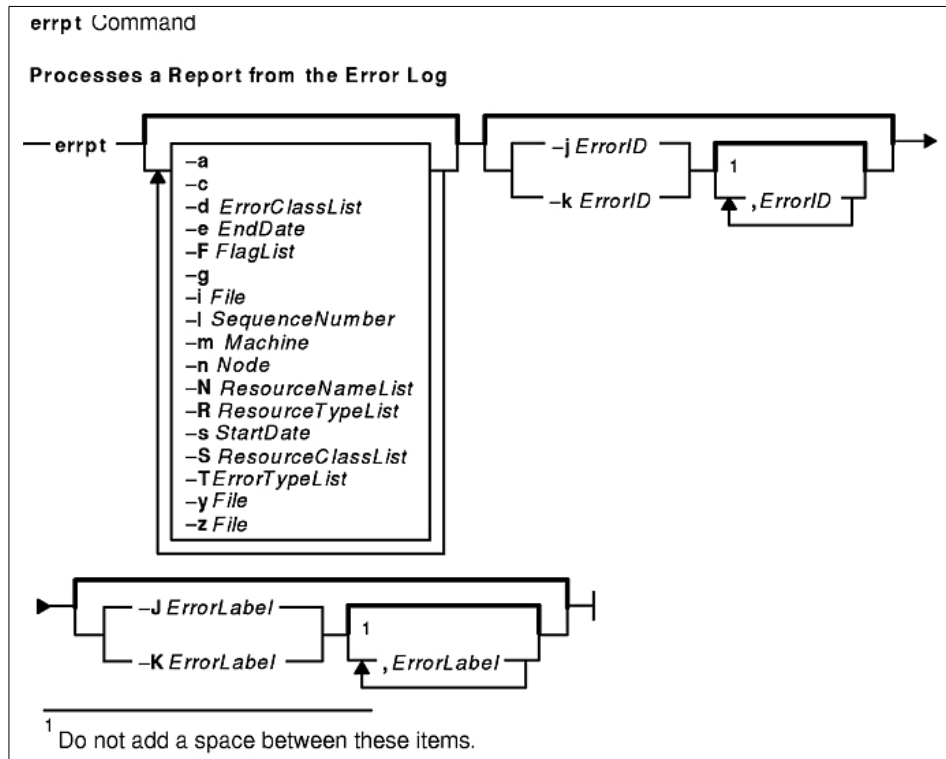 errpt Command
Processes a Report from the Error Log
errpt
–a
–c
–d ErrorClassList
–e EndDate
–F FlagList
–g
–i File
–l SequenceNumber
–m Machine
–n Node
–N ResourceNameList
–R ResourceTypeList
–s StartDate
–S ResourceClassList
–TErrorTypeList
–y File
–z File
–j ErrorID
–k ErrorID
1
, ErrorID
–J ErrorLabel
–K ErrorLabel
1
, ErrorLabel
1 Do not add a space between these items.